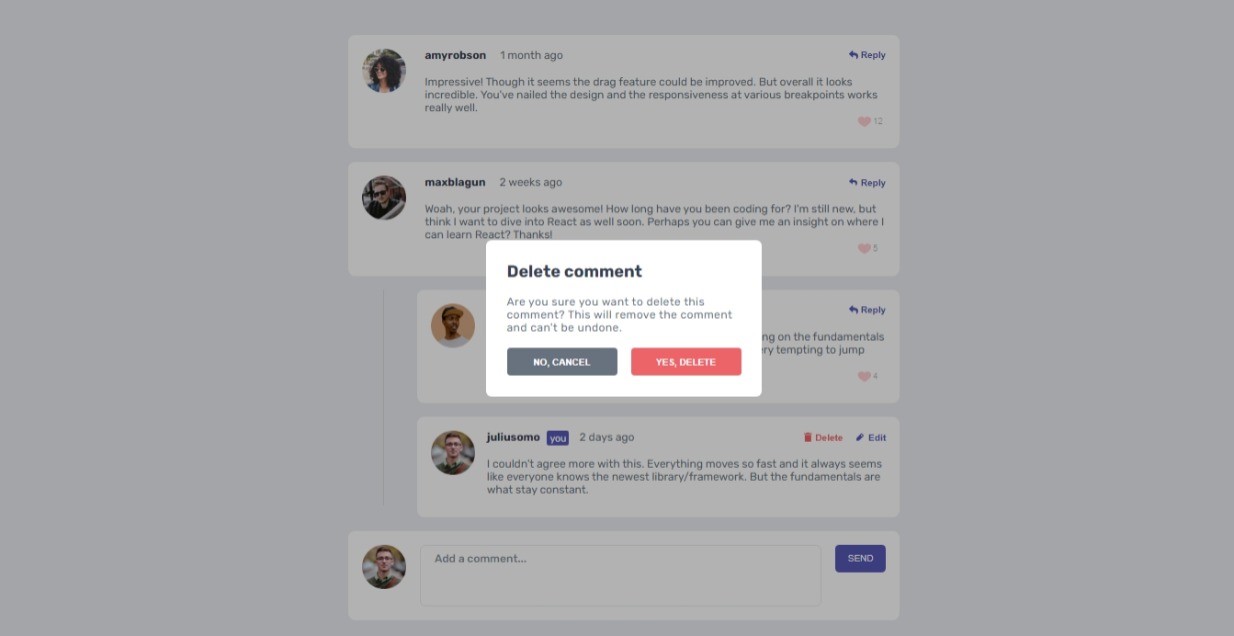 amyrobson 1 month ago Reply
Impressive! Though it seems the drag feature could be improved. But overall it looks
incredible. You've nailed the design and the responsiveness at various breakpoints works
really well.
12
maxblagun 2 weeks ago Reply
Woah, your project looks awesome! How long have you been coding for? I'm still new, but
think I want to dive into React as well soon. Perhaps you can give me an insight on where I
can learn React? Thanks!
5
Delete comment
Are you sure you want to delete this
comment? This will remove the comment
and can't be undone.
NO, CANCEL YES, DELETE
Reply
on the fundamentals
tempting to jump
4
juliusomo you 2 days ago Delete Edit
I couldn't agree more with this. Everything moves so fast and it always seems
like everyone knows the newest library/framework. But the fundamentals are
what stay constant.
Add a comment... SEND